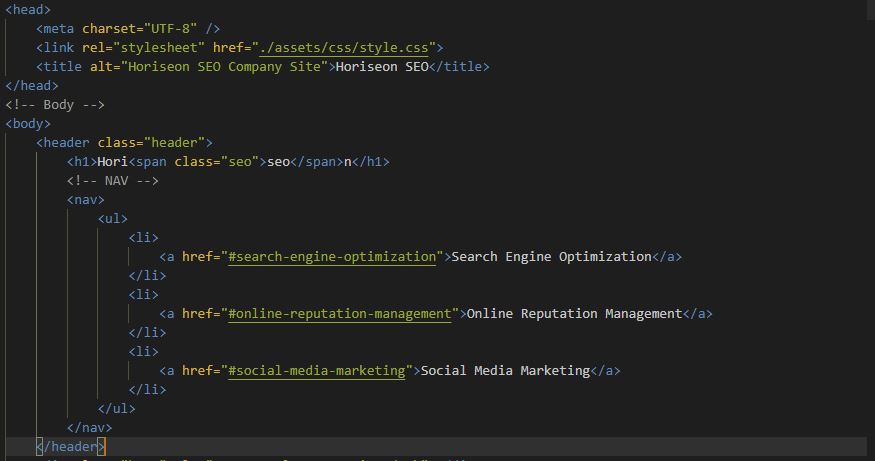 <head>
<meta charset="UTF-8" />
<link rel="stylesheet" href="./assets/css/style.css">
<title alt="Horiseon SEO Company Site">Horiseon SEO</title>
</head>
<!-- Body -->
<body>
<header class="header">
<h1>Hori<span class="seo">seo</span>n</h1>
<!-- NAV -->
<nav>
<ul>
<li>
<a href="#search-engine-optimization">Search Engine Optimization</a>
</li>
<li>
<a href="#online-reputation-management">Online Reputation Management</a>
</li>
<li>
<a href="#social-media-marketing">Social Media Marketing</a>
</li>
</ul>
</nav>
</header>